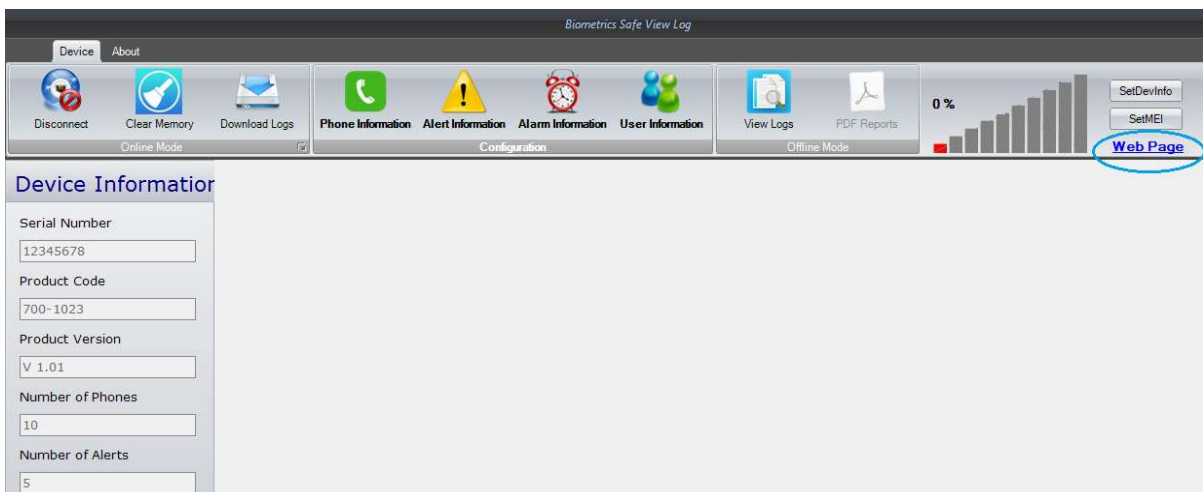 Biometrics Safe View Log
Device About
Disconnect Clear Memory Download Logs Phone Information Alert Information Alarm Information User Information View Logs PDF Reports 0 % SetDevInfo
SetMEI
Online Mode Configuration Offline Mode Web Page
Device Information
Serial Number
12345678
Product Code
700-1023
Product Version
V 1.01
Number of Phones
10
Number of Alerts
5